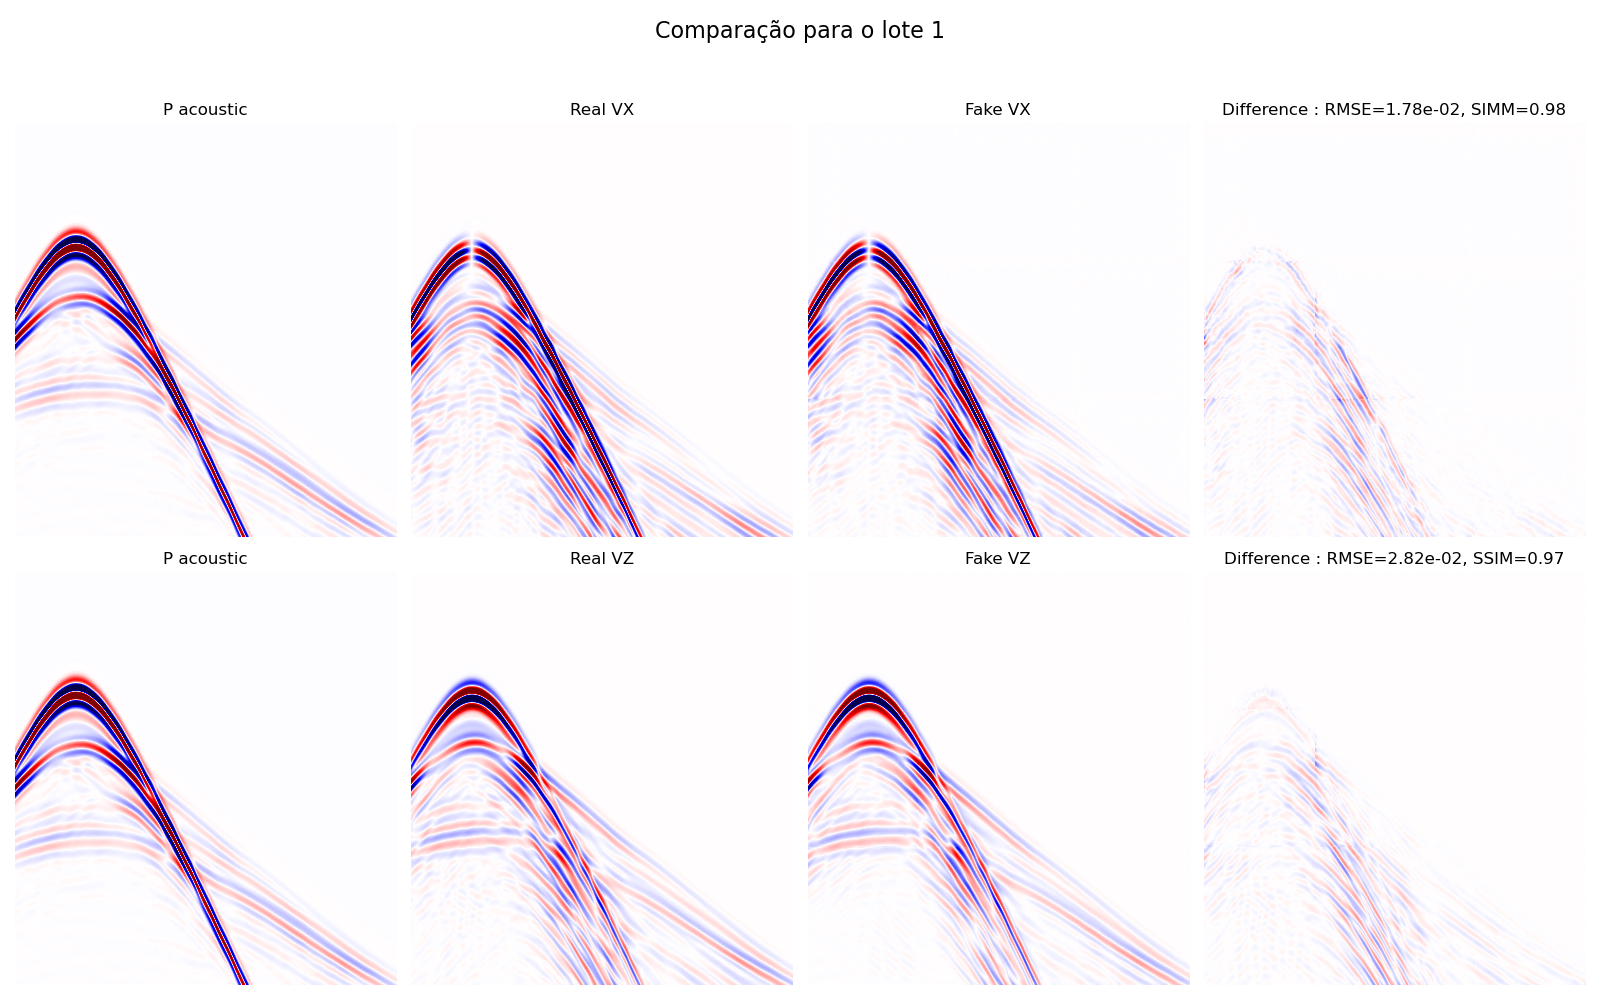 Comparação para o lote 1
P acoustic
Real VX
Fake VX
Difference : RMSE=1.78e-02, SIMM=0.98
P acoustic
Real VZ
Fake VZ
Difference : RMSE=2.82e-02, SSIM=0.97